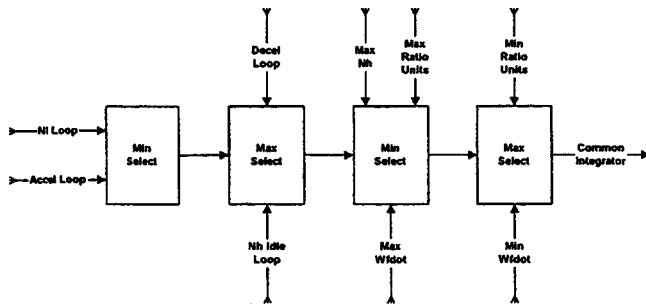 Decel
Loop
Max
Nh
Max
Ratio
Units
Min
Ratio
Units
Nl Loop
Accel Loop
Min
Select
Max
Select
Min
Select
Max
Select
Common
Integrator
Nh Idle
Loop
Max
Wfdot
Min
Wfdot